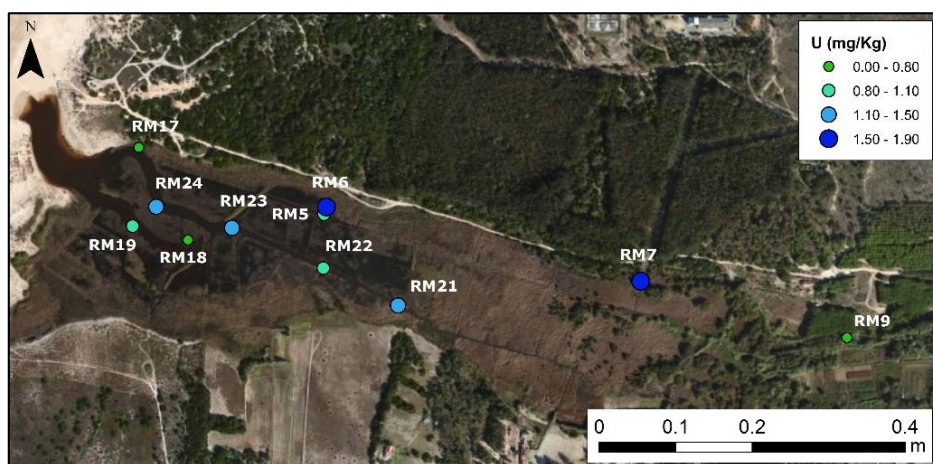 N
U (mg/Kg)
0.00 - 0.80
0.80 - 1.10
1.10 - 1.50
1.50 - 1.90
RM17
RM24
RM23
RM6
RM5
RM19
RM18
RM22
RM7
RM21
RM9
0 0.1 0.2 0.4
m